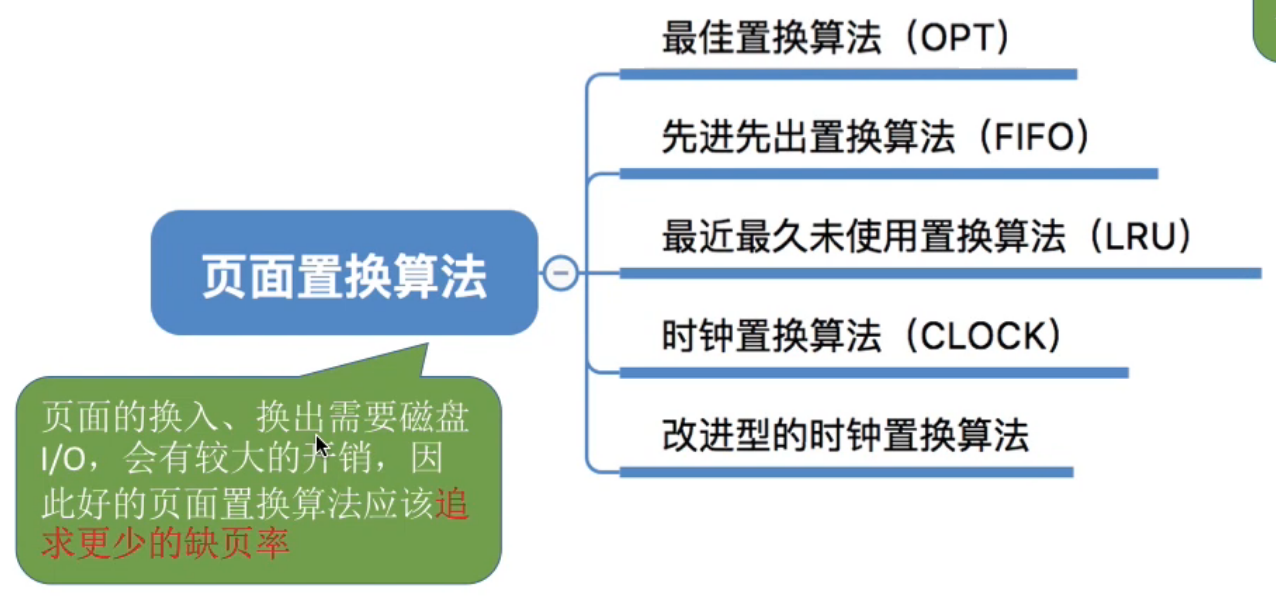 最佳置换算法（OPT）
先进先出置换算法（FIFO）
最近最久未使用置换算法（LRU）
页面置换算法
时钟置换算法（CLOCK）
改进型的时钟置换算法
页面的换入、换出需要磁盘
I/O，会有较大的开销，因
此好的页面置换算法应该追
求更少的缺页率